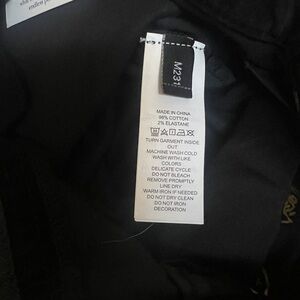 M231
MADE IN CHINA
98% COTTON
2% ELASTANE
TURN GARMENT INSIDE
OUT
MACHINE WASH COLD
WASH WITH LIKE
COLORS
DELICATE CYCLE
DO NOT BLEACH
REMOVE PROMPTLY
LINE DRY
WARM IRON IF NEEDED
DO NOT DRY CLEAN
DO NOT IRON
DECORATION